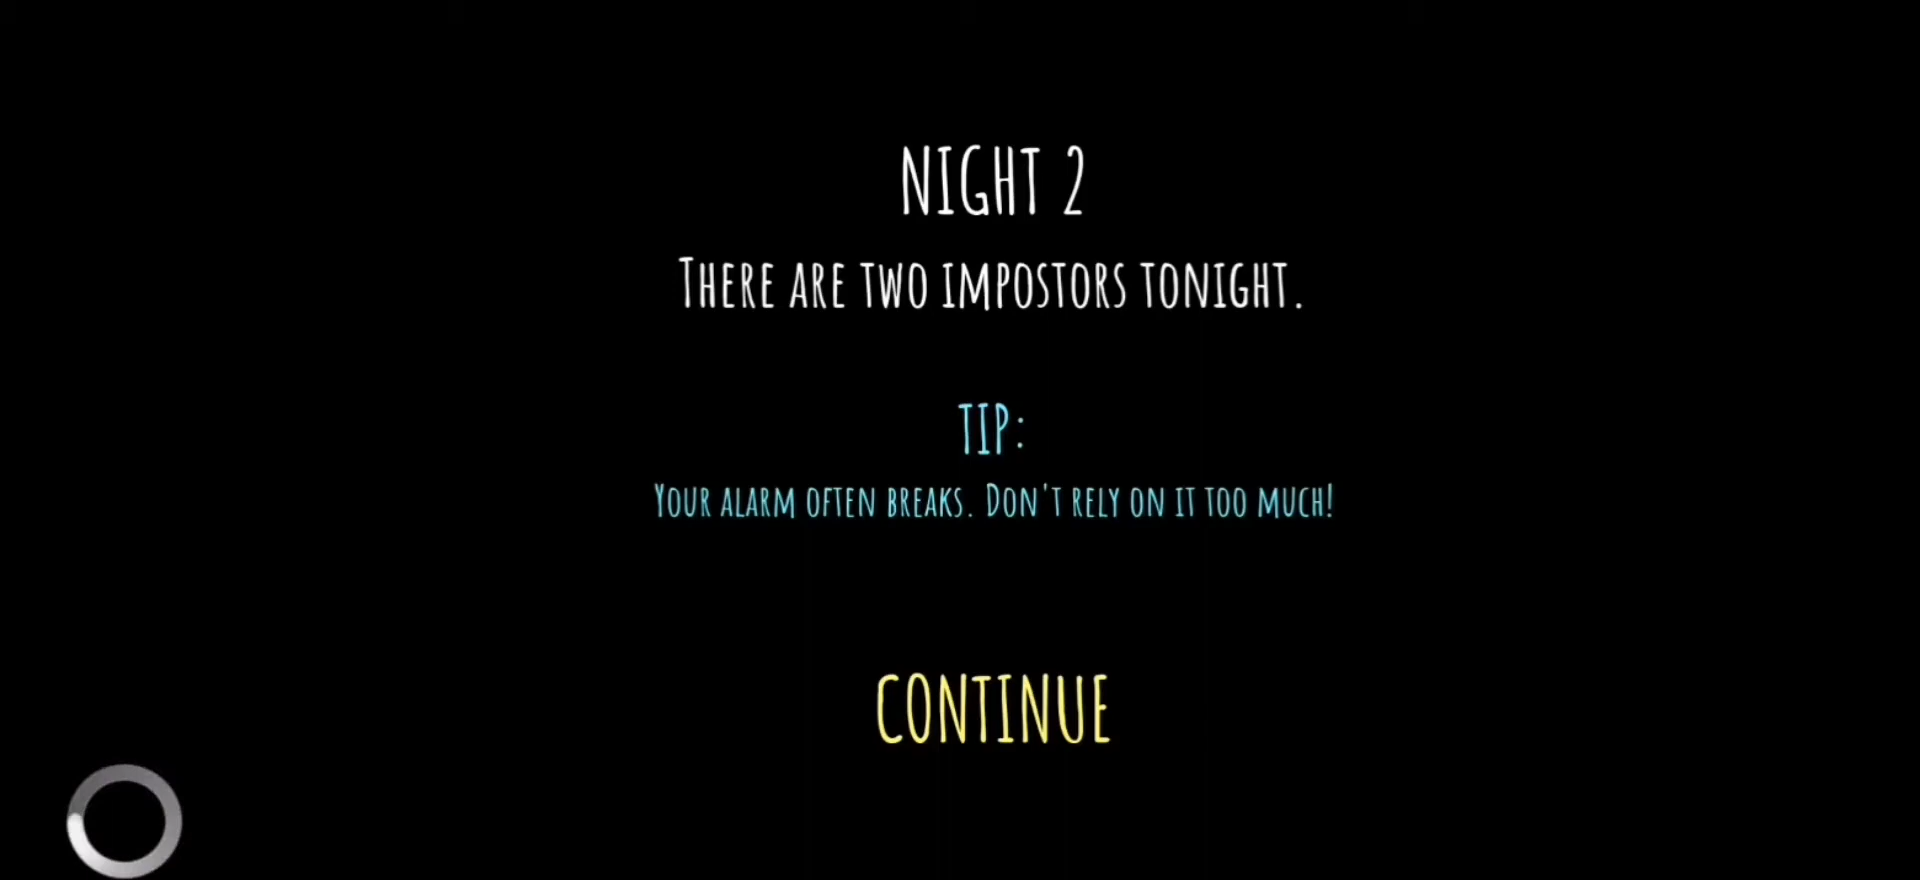 NIGHT 2
THERE ARE TWO IMPOSTORS TONIGHT.
TIP:
YOUR ALARM OFTEN BREAKS. DON'T RELY ON IT TOO MUCH!
CONTINUE